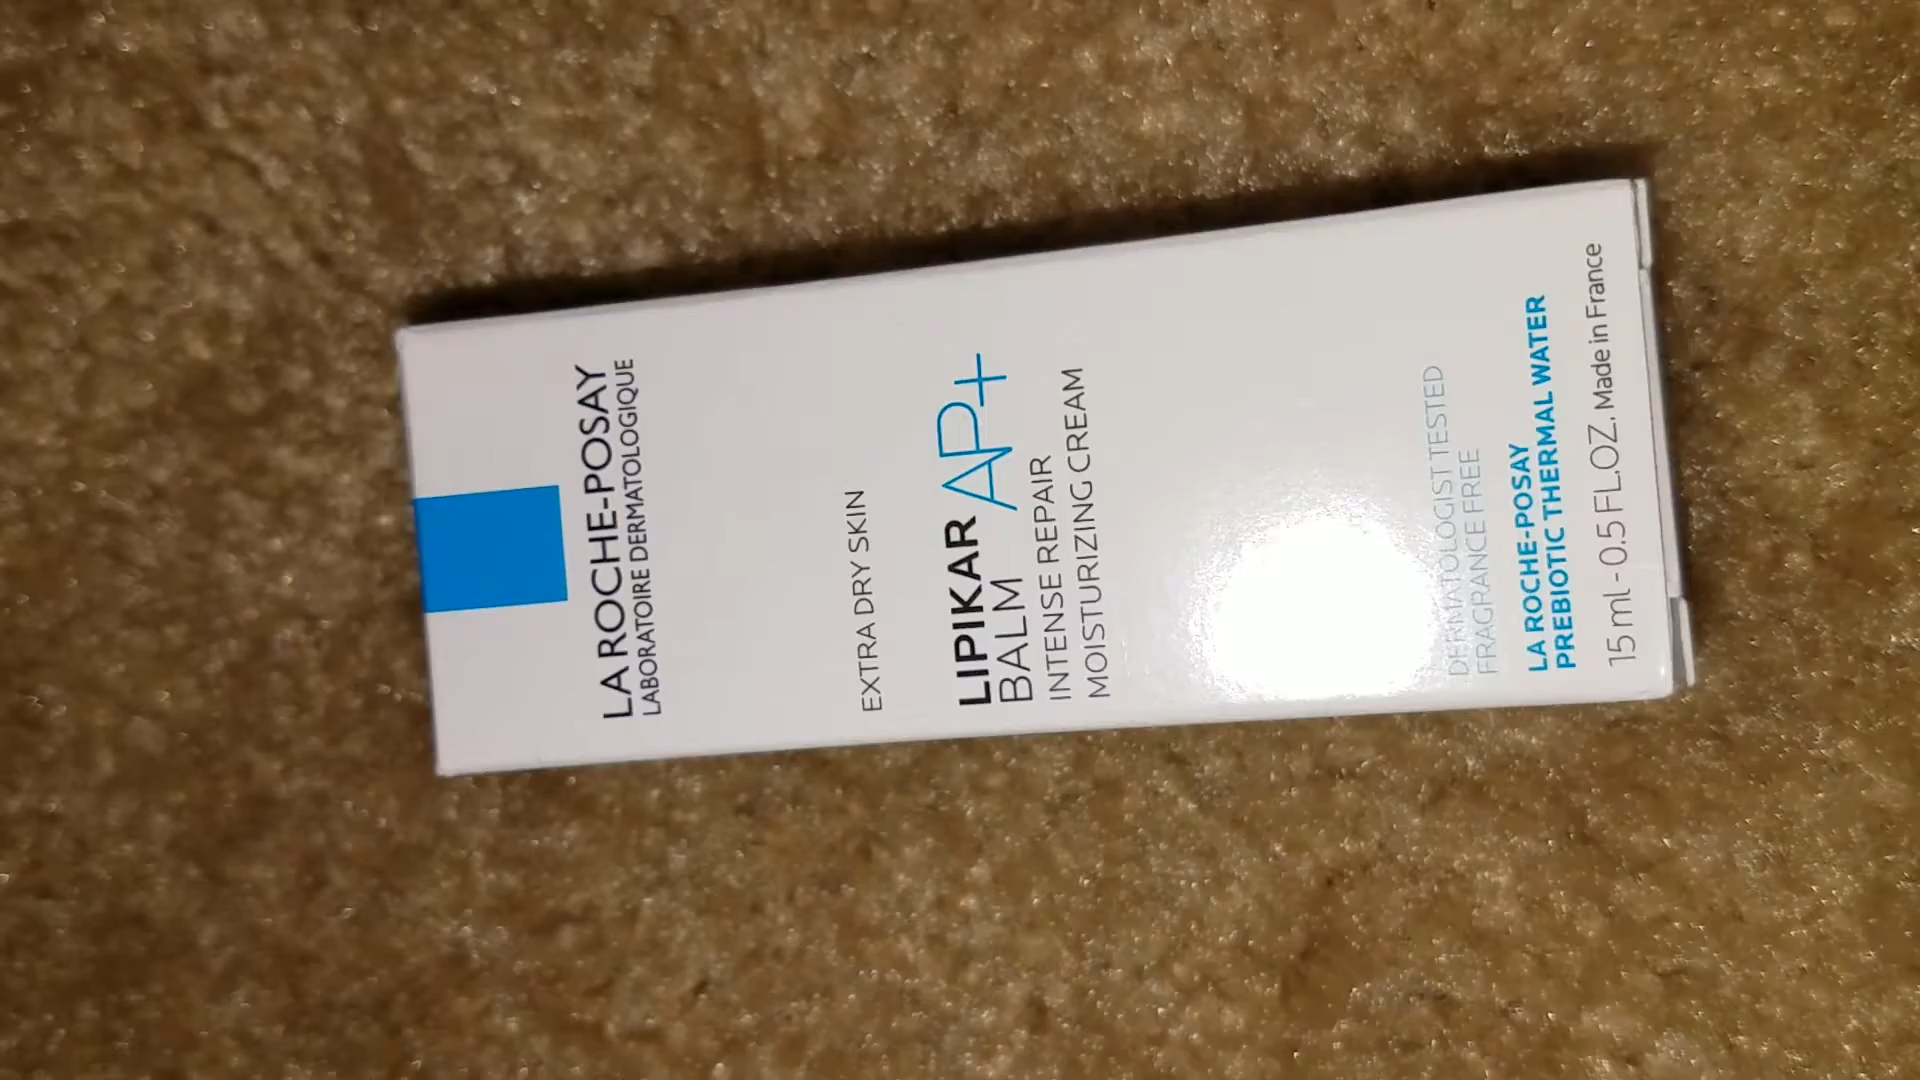 LA ROCHE-POSAY
LABORATOIRE DERMATOLOGIQUE
EXTRA DRY SKIN
LIPIKAR
BALM AP+
INTENSE REPAIR
MOISTURIZING CREAM
DERMATOLOGIST TESTED
FRAGRANCE FREE
LA ROCHE-POSAY
PREBIOTIC THERMAL WATER
15 ml - 0.5 FL.OZ. Made in France